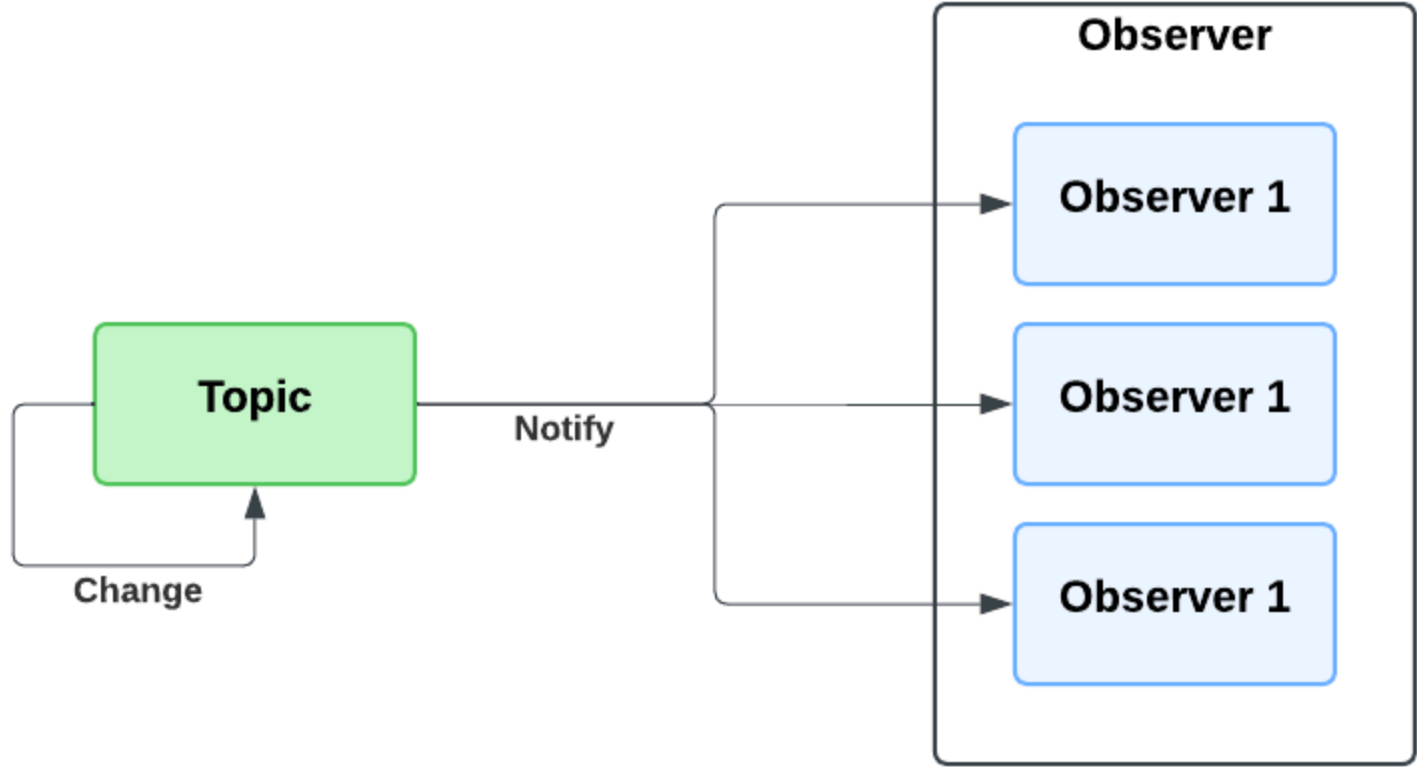 Observer
Observer 1
Topic
Notify
Observer 1
Change
Observer 1